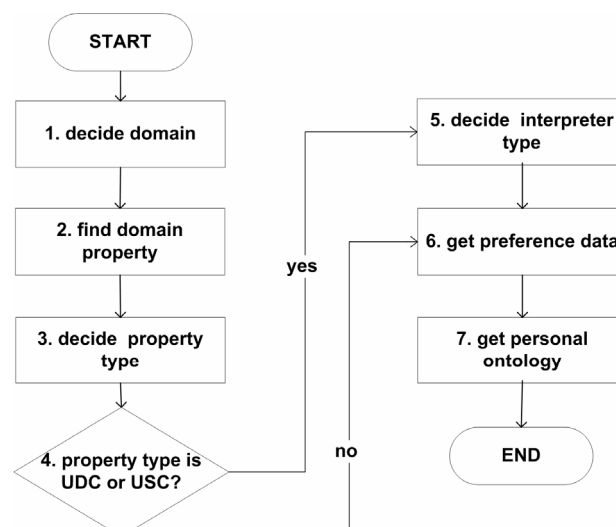 START
1. decide domain
2. find domain
property
3. decide property
type
4. property type is
UDC or USC?
yes
no
5. decide interpreter
type
6. get preference data
7. get personal
ontology
END